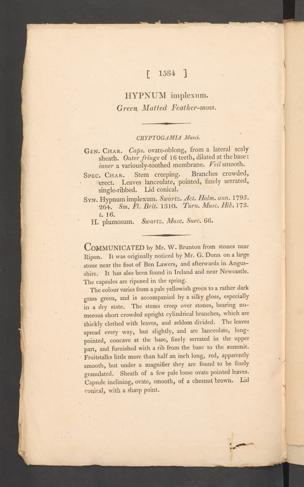 [ 1584 ]
HYPNUM implexum.
Green Matted Feather-moss.
CRYPTOGAMIA Musci.
GEN. CHAR. Caps. ovate-oblong, from a lateral scaly
sheath. Outer fringe of 16 teeth, dilated at the base:
inner a variously-toothed membrane. Veil smooth.
SPEC. CHAR. Stem creeping. Branches crowded,
erect. Leaves lanceolate, pointed, finely serrated,
single-ribbed. Lid conical.
SYN. Hypnum implexum. Swartz. Act. Holm. ann. 1795.
264. Sm. Fl. Brit. 1310. Turn. Musc. Hib. 173.
t. 16.
H. plumosum. Swartz. Musc. Suec. 66.
COMMUNICATED by Mr. W. Brunton from stones near
Ripon. It was originally noticed by Mr. G. Donn on a large
stone near the foot of Ben Lawers, and afterwards in Angus-
shire. It has also been found in Ireland and near Newcastle.
The capsules are ripened in the spring.
The colour varies from a pale yellowish green to a rather dark
grass green, and is accompanied by a silky gloss, especially
in a dry state. The stems creep over stones, bearing nu-
merous short crowded upright cylindrical branches, which are
thickly clothed with leaves, and seldom divided. The leaves
spread every way, but slightly, and are lanceolate, long-
pointed, concave at the base, finely serrated in the upper
part, and furnished with a rib from the base to the summit.
Fruitstalks little more than half an inch long, red, apparently
smooth, but under a magnifier they are found to be finely
granulated. Sheath of a few pale loose ovate pointed leaves.
Capsule inclining, ovate, smooth, of a chesnut brown. Lid
conical, with a sharp point.